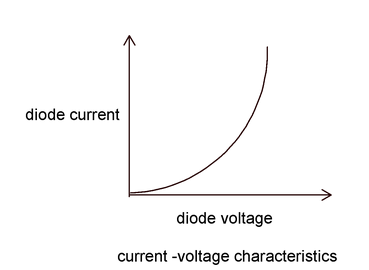 diode current
diode voltage
current -voltage characteristics